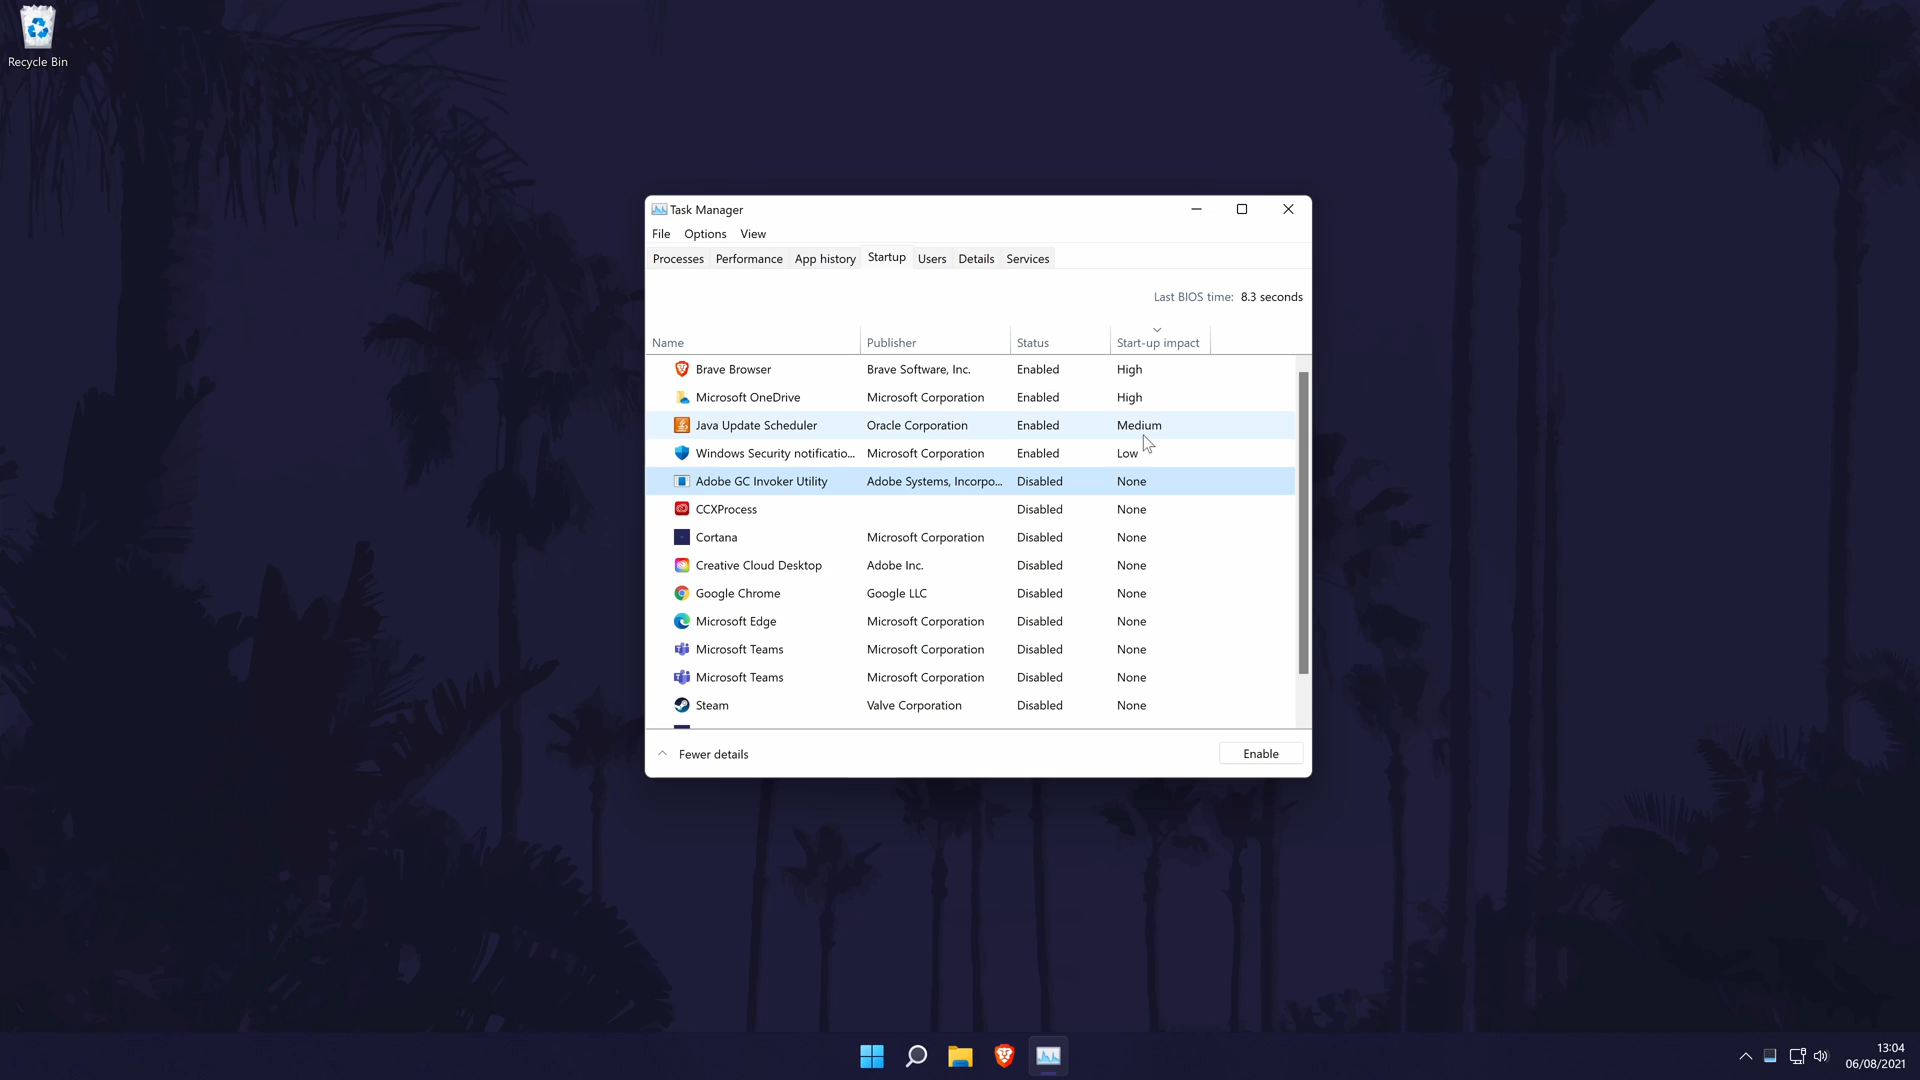 Recycle Bin
Task Manager
File Options View
Processes Performance App history Startup Users Details Services
Last BIOS time: 8.3 seconds
Name Publisher Status Start-up impact
Brave Browser Brave Software, Inc. Enabled High
Microsoft OneDrive Microsoft Corporation Enabled High
Java Update Scheduler Oracle Corporation Enabled Medium
Windows Security notificatio... Microsoft Corporation Enabled Low
Adobe GC Invoker Utility Adobe Systems, Incorpo... Disabled None
CCXProcess Disabled None
Cortana Microsoft Corporation Disabled None
Creative Cloud Desktop Adobe Inc. Disabled None
Google Chrome Google LLC Disabled None
Microsoft Edge Microsoft Corporation Disabled None
Microsoft Teams Microsoft Corporation Disabled None
Microsoft Teams Microsoft Corporation Disabled None
Steam Valve Corporation Disabled None
Fewer details Enable
13:04
06/08/2021